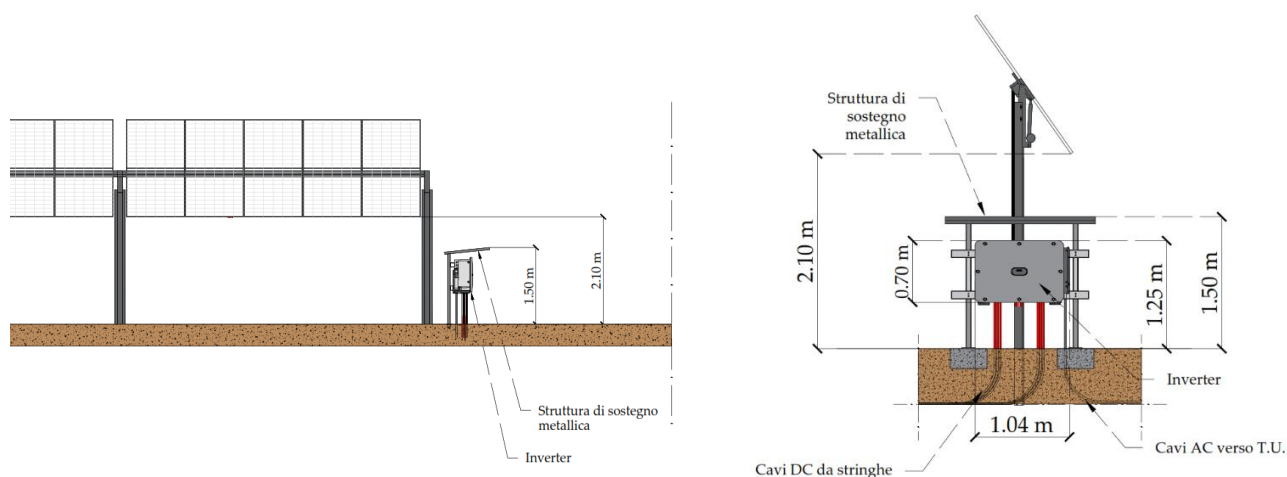 1.50 m
2.10 m
Struttura di sostegno
metallica
Inverter
Struttura di
sostegno
metallica
2.10 m
0.70 m
1.25 m
1.50 m
Inverter
1.04 m
Cavi AC verso T.U.
Cavi DC da stringhe